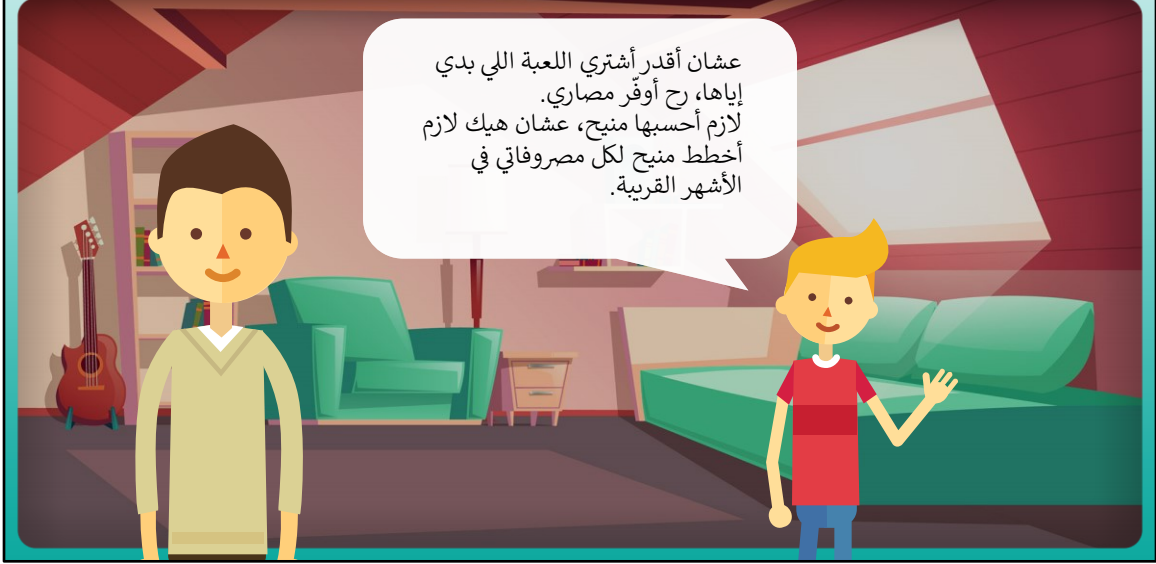 عشان أقدر أشتري اللعبة اللي بدي
إياها، رح أوفّر مصاري.
لازم أحسبها منيح، عشان هيك لازم
أخطط منيح لكل مصروفاتي في
الأشهر القريبة.